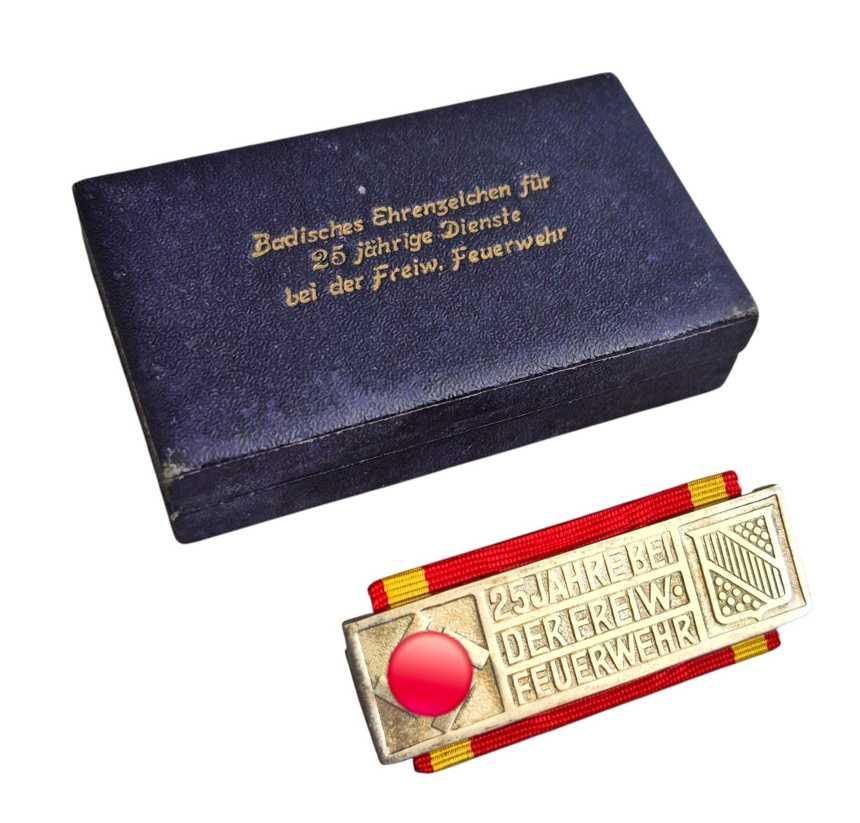 Badisches Ehrenzeichen für
25 jährige Dienste
bei der Freiw. Feuerwehr
25 JAHRE BEI
DER FREIW.
FEUERWEHR